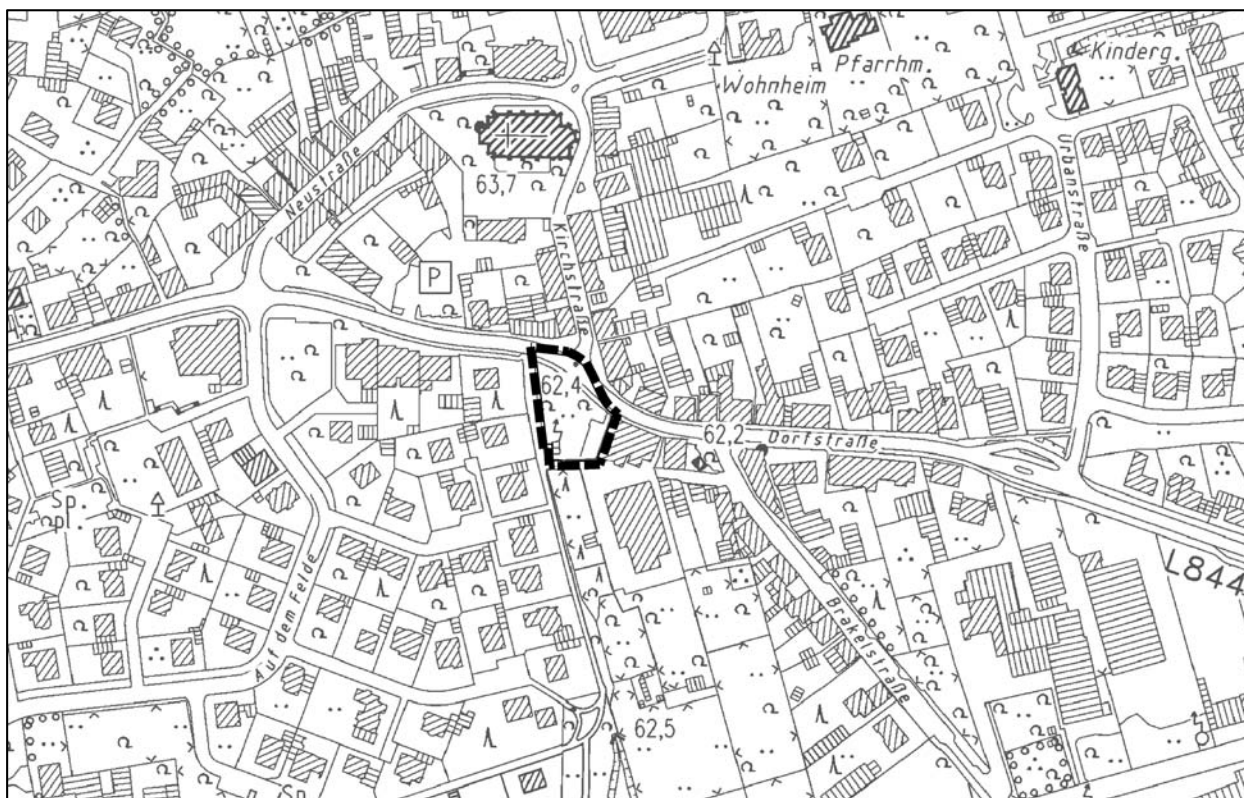 Kinderg.
Pfarrhm.
Wohnheim
Urbanstraße
Neustraße
63,7
Kirchstraße
P
62,4
62,2
Dorfstraße
L844
Sp
pl.
Auf dem Felde
Brakelstraße
62,5
Sp